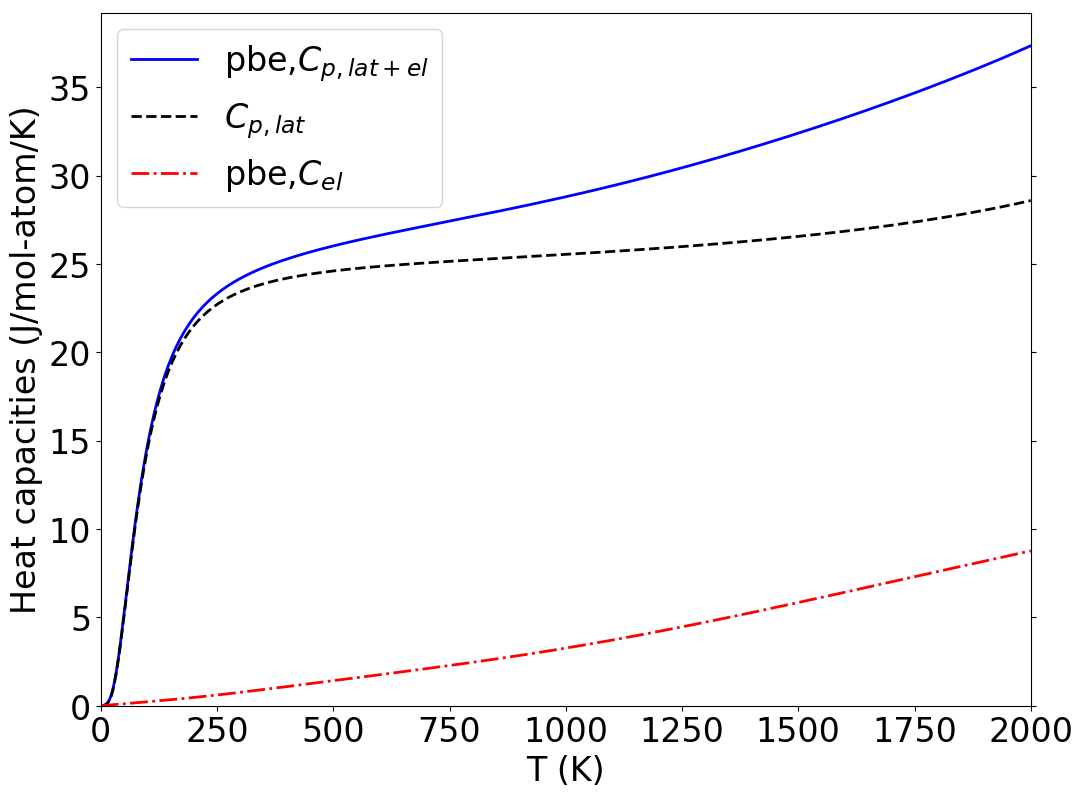 pbe,C_{p, lat+el}
C_{p, lat}
pbe,C_{el}
Heat capacities (J/mol-atom/K)
35
30
25
20
15
10
5
0
0 250 500 750 1000 1250 1500 1750 2000
T (K)